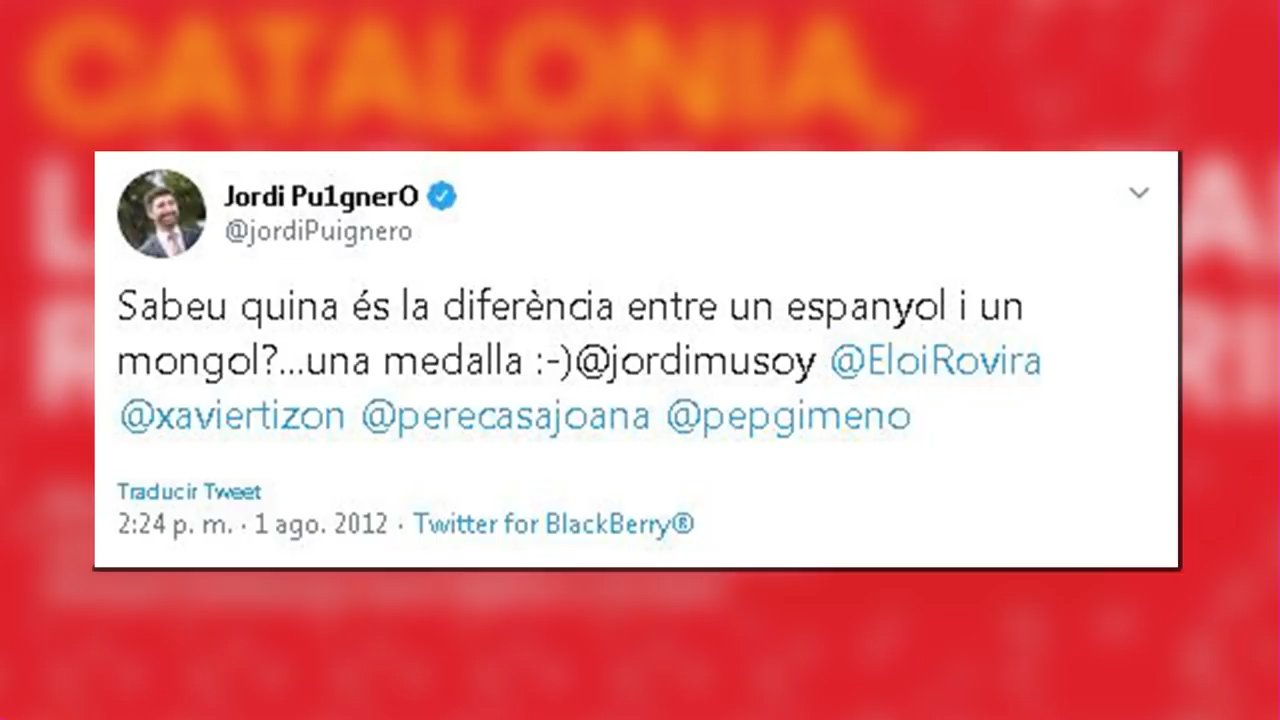 CATALONIA,
Jordi Pu1gnerO
@jordiPuignero
Sabeu quina és la diferència entre un espanyol i un
mongol?...una medalla :-)@jordimusoy @EloiRovira
@xaviertizon @perecasajoana @pepgimeno
Traducir Tweet
2:24 p. m. · 1 ago. 2012 · Twitter for BlackBerry®